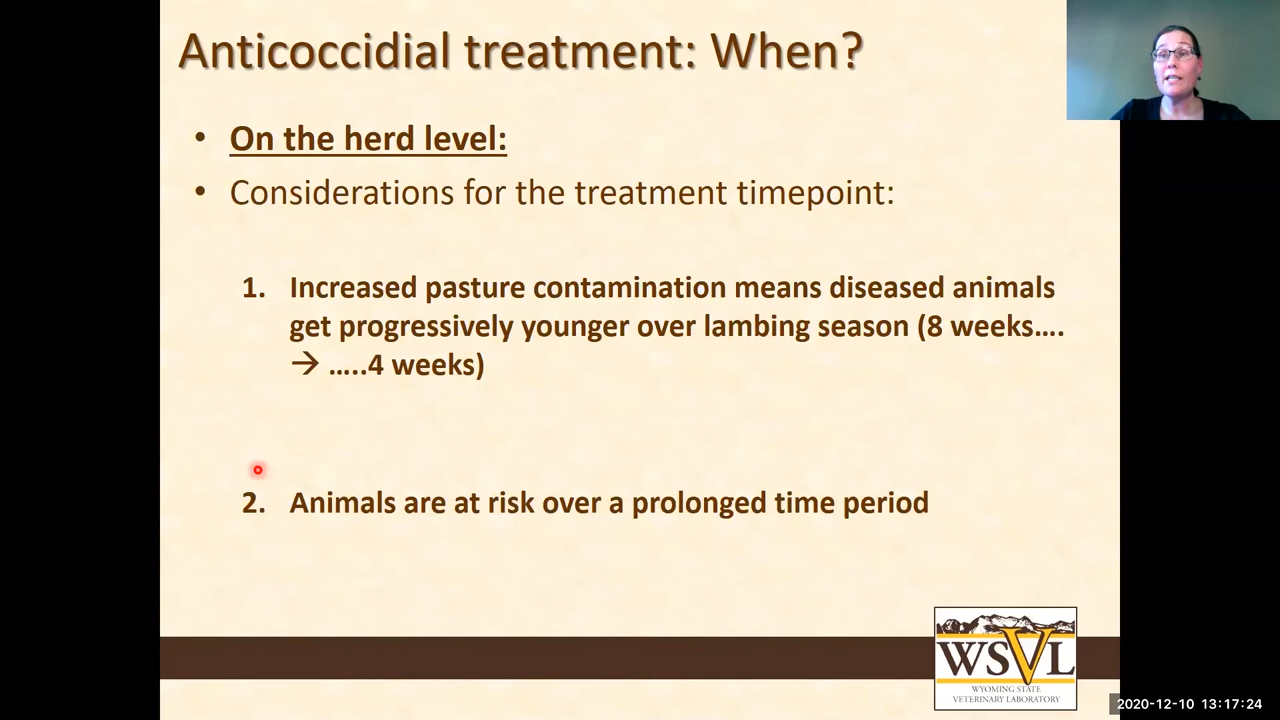 Anticoccidial treatment: When?
• On the herd level:
• Considerations for the treatment timepoint:
1. Increased pasture contamination means diseased animals
get progressively younger over lambing season (8 weeks….
→ …..4 weeks)
2. Animals are at risk over a prolonged time period
WSVL
WYOMING STATE
VETERINARY LABORATORY
2020-12-10 13:17:24